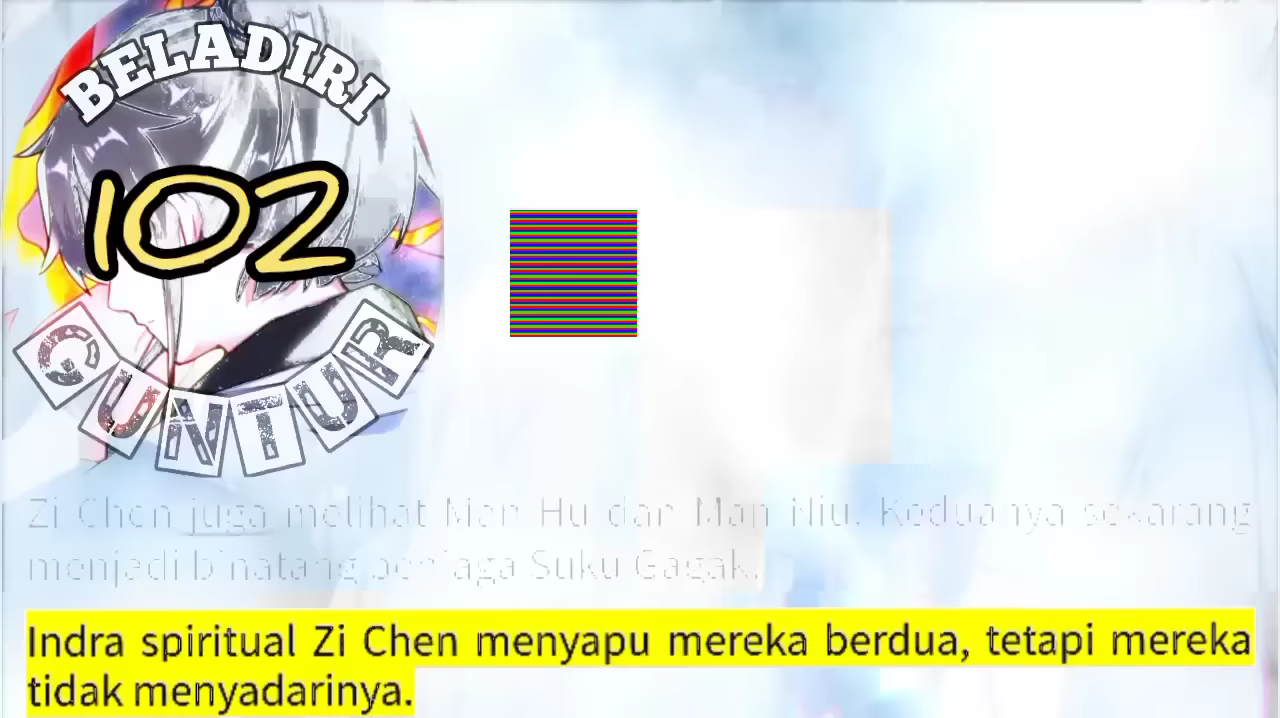 BELADIRI
102
GUNTUR
Zi Chen juga melihat Man Hu dan Man Niu. Keduanya sekarang
menjadi binatang penjaga Suku Gagak.
Indra spiritual Zi Chen menyapu mereka berdua, tetapi mereka
tidak menyadarinya.